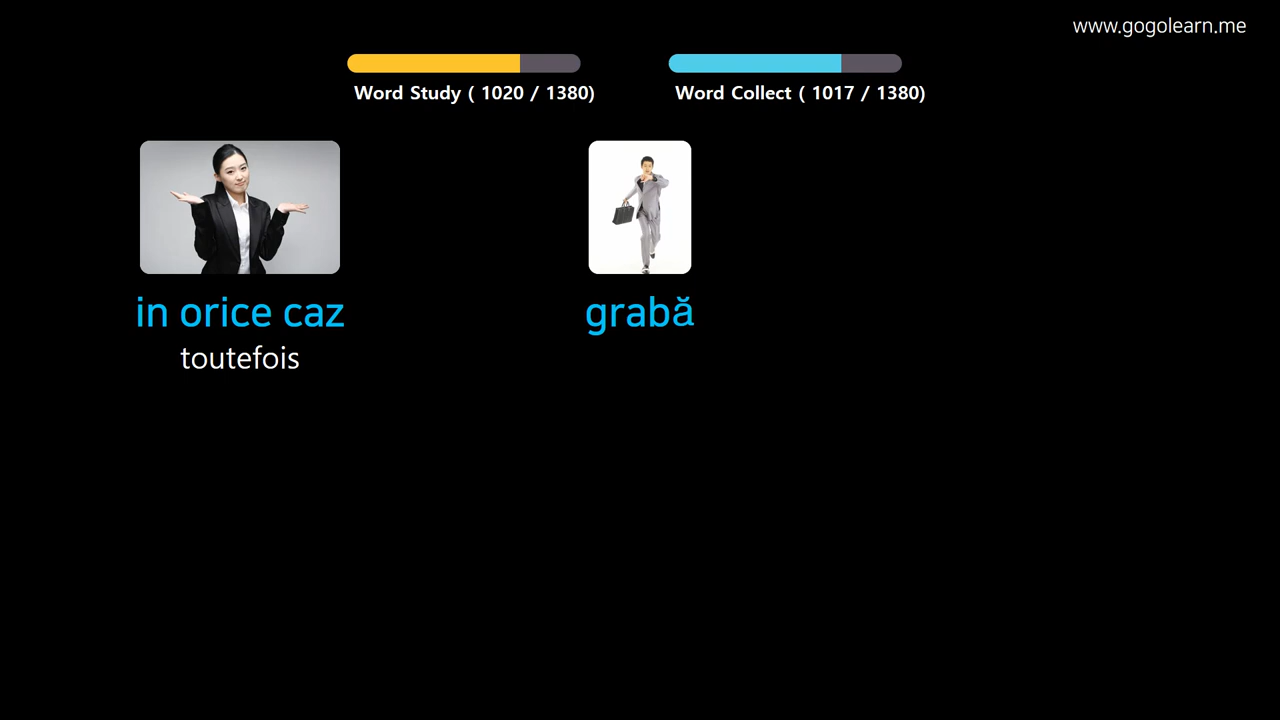 www.gogolearn.me
Word Study ( 1020 / 1380)
Word Collect ( 1017 / 1380)
in orice caz
toutefois
grabă